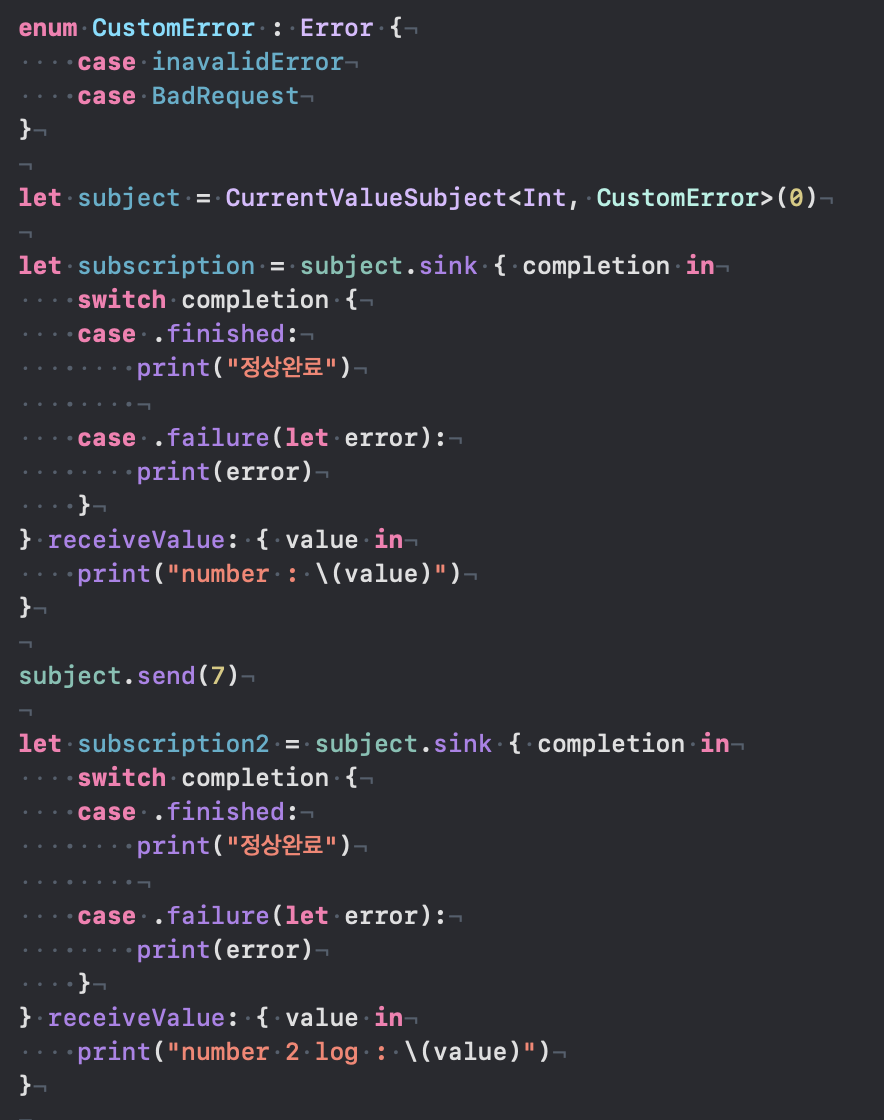 enum CustomError : Error {
    case inavalidError
    case BadRequest
}

let subject = CurrentValueSubject<Int, CustomError>(0)

let subscription = subject.sink { completion in
    switch completion {
    case .finished:
        print("정상완료")
        
    case .failure(let error):
        print(error)
    }
} receiveValue: { value in
    print("number : \(value)")
}

subject.send(7)

let subscription2 = subject.sink { completion in
    switch completion {
    case .finished:
        print("정상완료")
        
    case .failure(let error):
        print(error)
    }
} receiveValue: { value in
    print("number 2 log : \(value)")
}